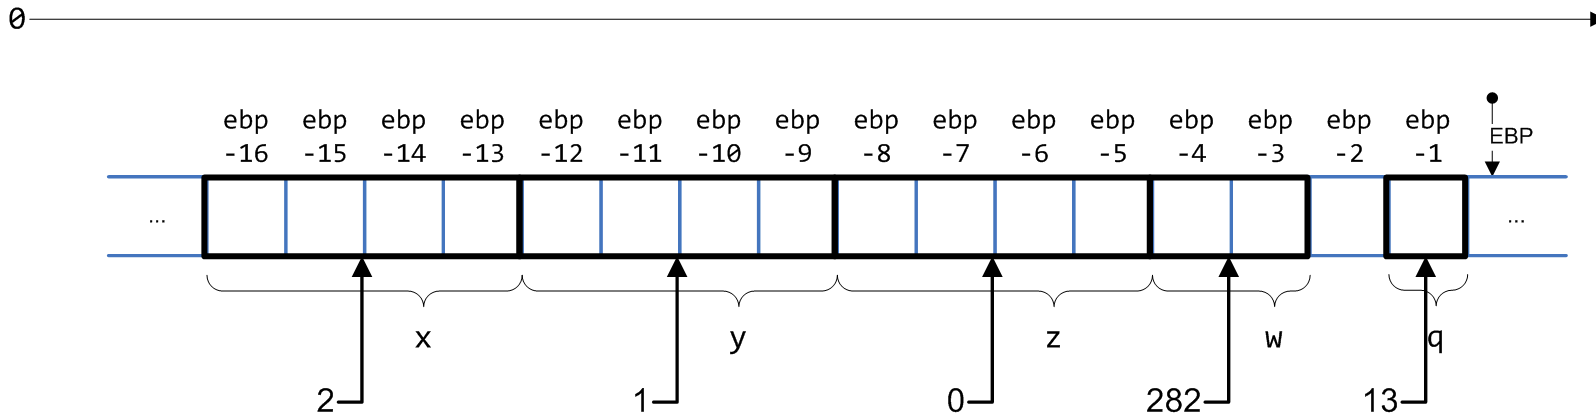 0
ebp ebp ebp ebp ebp ebp ebp ebp ebp ebp ebp ebp ebp ebp ebp ebp
-16 -15 -14 -13 -12 -11 -10 -9 -8 -7 -6 -5 -4 -3 -2 -1
EBP
... ...
x y z w q
2 1 0 282 13